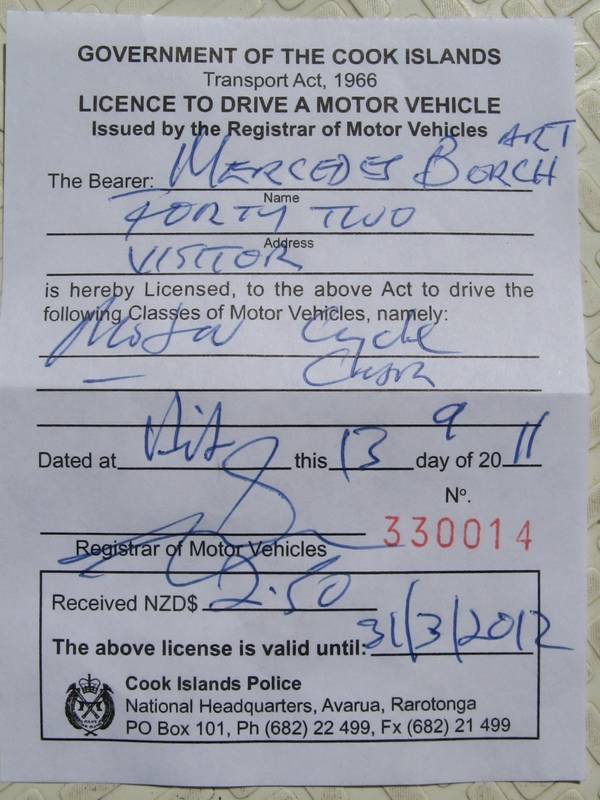 GOVERNMENT OF THE COOK ISLANDS
Transport Act, 1966
LICENCE TO DRIVE A MOTOR VEHICLE
Issued by the Registrar of Motor Vehicles
ART
The Bearer: MERCEDES BORCH
Name
FORTY TWO
Address
VISITOR
is hereby Licensed, to the above Act to drive the
following Classes of Motor Vehicles, namely:
Motor Cycle
Dated at this 13 day of 9 2011
Nº.
330014
Registrar of Motor Vehicles
Received NZD$ 2.50
The above license is valid until: 31/3/2012
Cook Islands Police
National Headquarters, Avarua, Rarotonga
PO Box 101, Ph (682) 22 499, Fx (682) 21 499